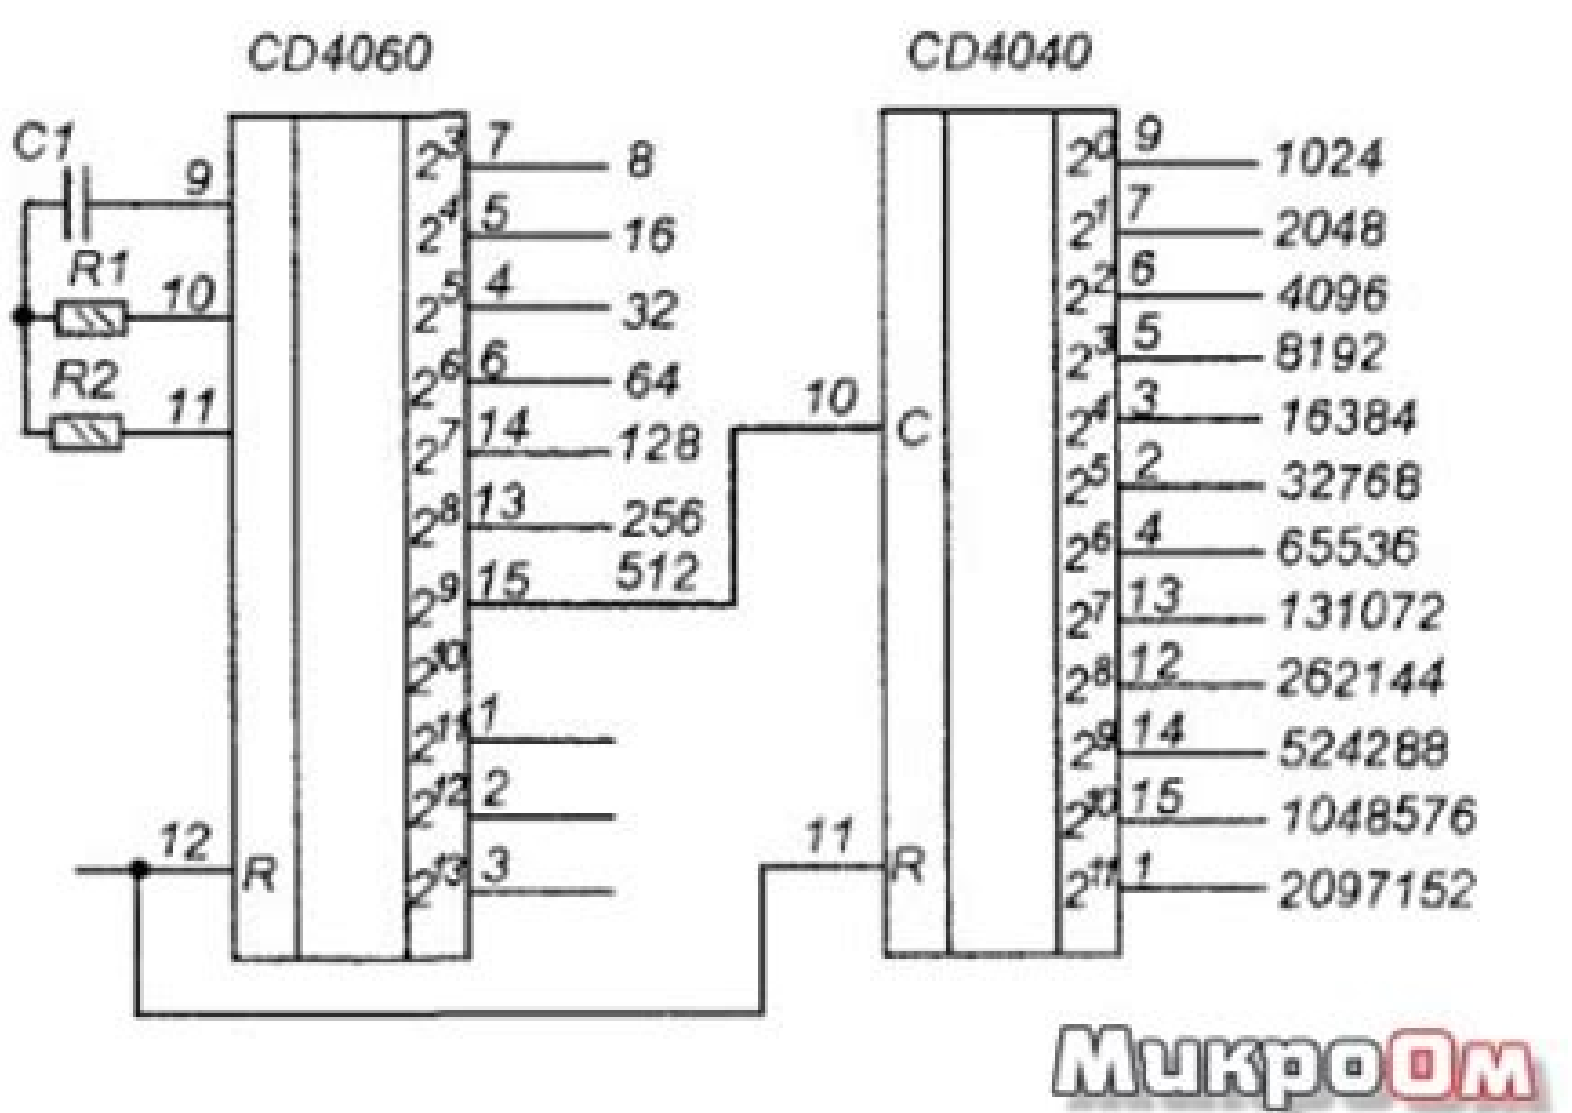 CD4060
CD4040
C1
9
R1
10
R2
11
12
R
2³ 7 8
2⁴ 5 16
2⁵ 4 32
2⁶ 6 64
2⁷ 14 128
2⁸ 13 256
2⁹ 15 512
2¹⁰
2¹¹ 1
2¹² 2
2¹³ 3
10 C
11 R
2⁰ 9 1024
2¹ 7 2048
2² 6 4096
2³ 5 8192
2⁴ 3 16384
2⁵ 2 32768
2⁶ 4 65536
2⁷ 13 131072
2⁸ 12 262144
2⁹ 14 524288
2¹⁰ 15 1048576
2¹¹ 1 2097152
МикроОм